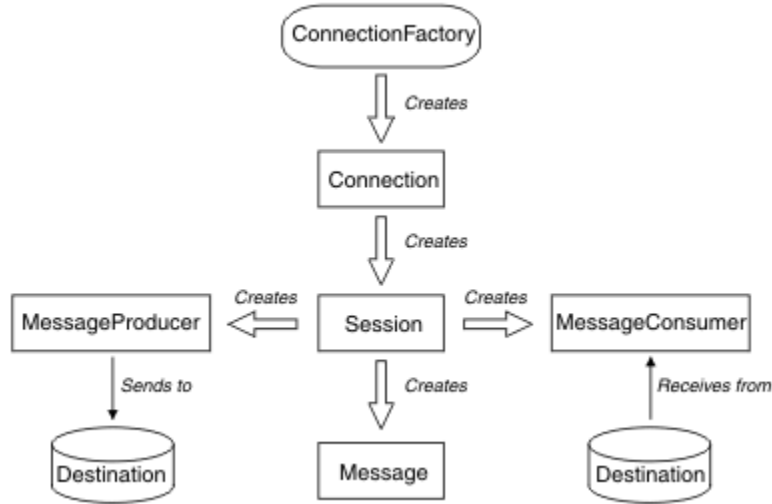 ConnectionFactory
Creates
Connection
Creates
Creates
Creates
MessageProducer
Session
MessageConsumer
Sends to
Creates
Receives from
Destination
Message
Destination